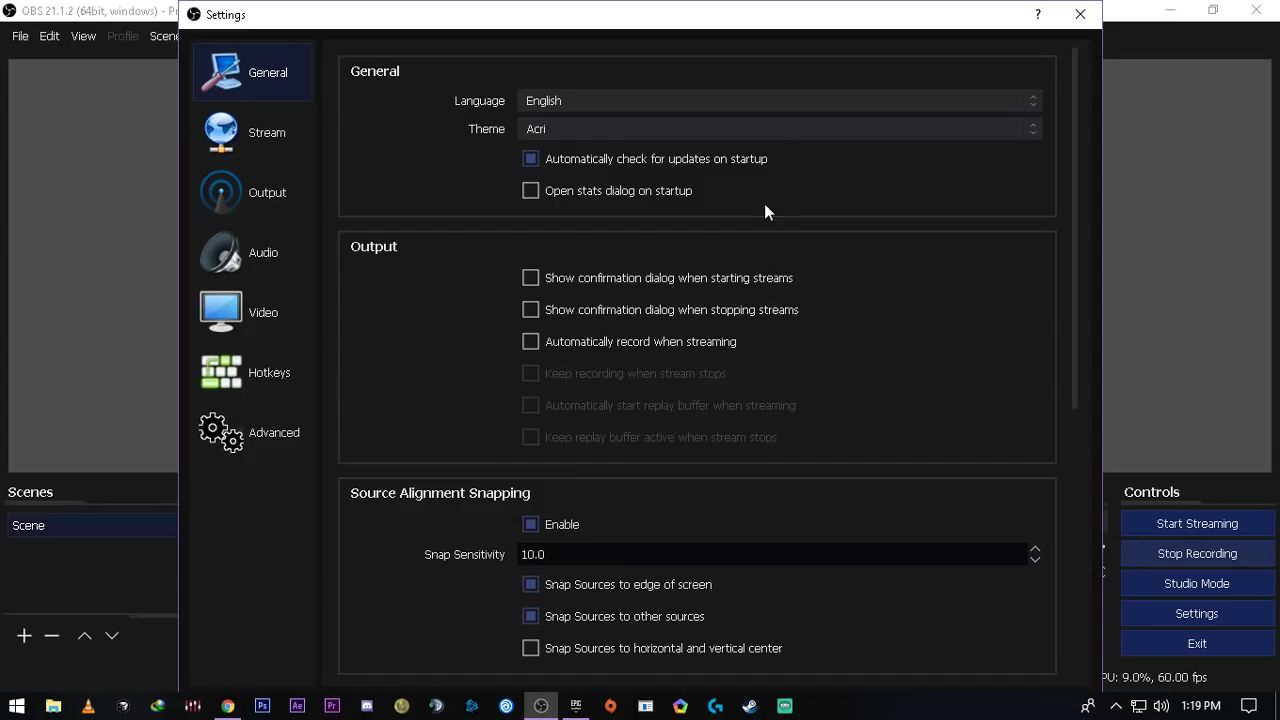 OBS 21.1.2 (64bit, windows) - Pr
Settings
?
File Edit View Profile Scene
General
Stream
Output
Audio
Video
Hotkeys
Advanced
General
Language English
Theme Acri
Automatically check for updates on startup
Open stats dialog on startup
Output
Show confirmation dialog when starting streams
Show confirmation dialog when stopping streams
Automatically record when streaming
Keep recording when stream stops
Automatically start replay buffer when streaming
Keep replay buffer active when stream stops
Source Alignment Snapping
Enable
Snap Sensitivity 10.0
Snap Sources to edge of screen
Snap Sources to other sources
Snap Sources to horizontal and vertical center
Scenes
Scene
Controls
Start Streaming
Stop Recording
Studio Mode
Settings
Exit
PU: 9.0%, 60.00 fps
Ps Ae Pr EPIC 1:19 PM